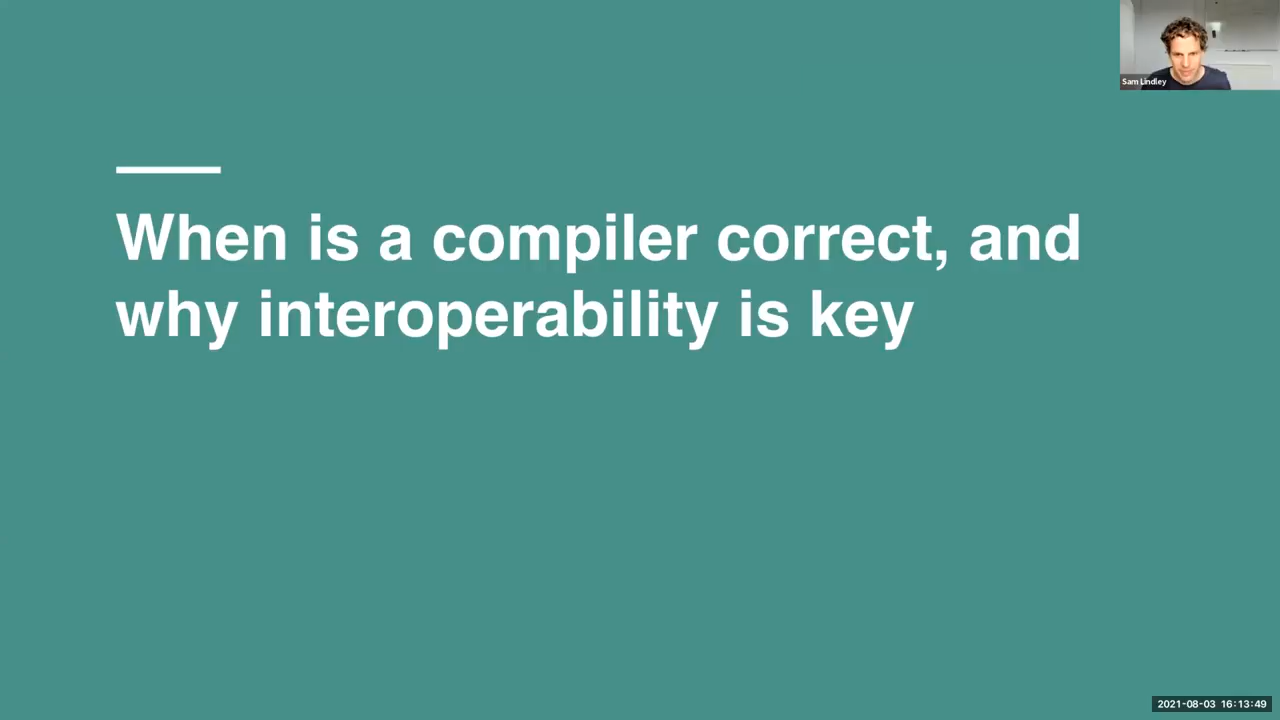 Sam Lindley
When is a compiler correct, and
why interoperability is key
2021-08-03 16:13:49